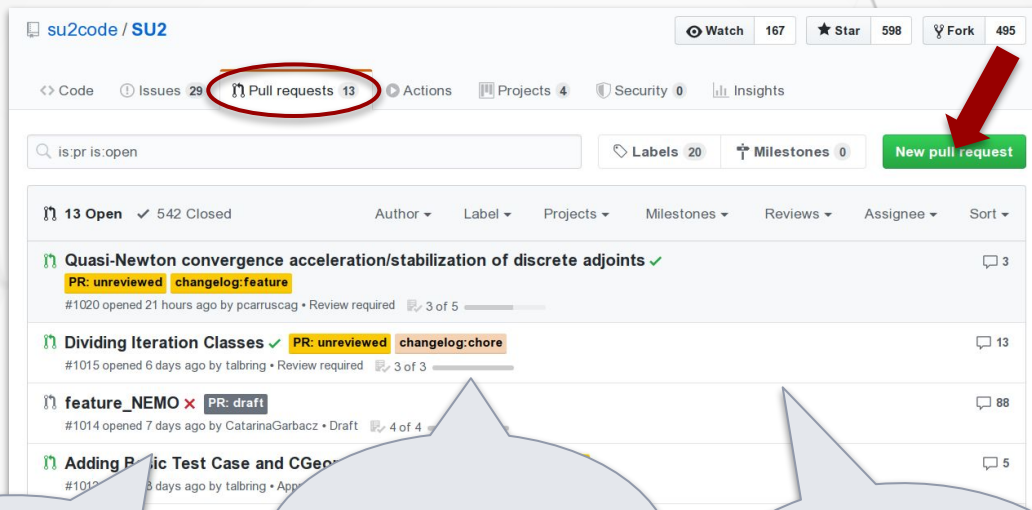 su2code / SU2
Watch 167 Star 598 Fork 495
Code Issues 29 Pull requests 13 Actions Projects 4 Security 0 Insights
is:pr is:open Labels 20 Milestones 0 New pull request
13 Open 542 Closed Author Label Projects Milestones Reviews Assignee Sort
Quasi-Newton convergence acceleration/stabilization of discrete adjoints 3
PR: unreviewed changelog:feature
#1020 opened 21 hours ago by pcarruscag • Review required 3 of 5
Dividing Iteration Classes PR: unreviewed changelog:chore 13
#1015 opened 6 days ago by talbring • Review required 3 of 3
feature_NEMO PR: draft 88
#1014 opened 7 days ago by CatarinaGarbacz • Draft 4 of 4
Adding Test Case and 5
days ago by talbring •